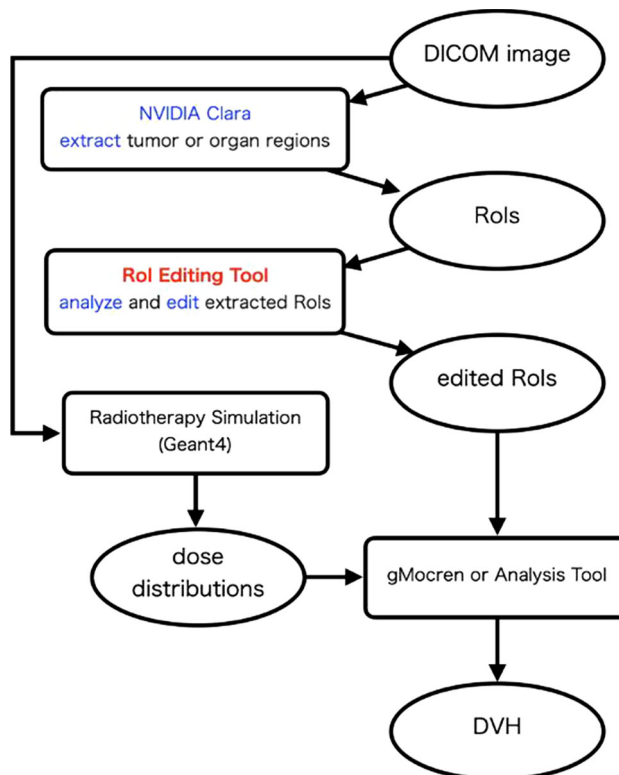 DICOM image
NVIDIA Clara
extract tumor or organ regions
RoIs
RoI Editing Tool
analyze and edit extracted RoIs
edited RoIs
Radiotherapy Simulation
(Geant4)
dose
distributions
gMocren or Analysis Tool
DVH